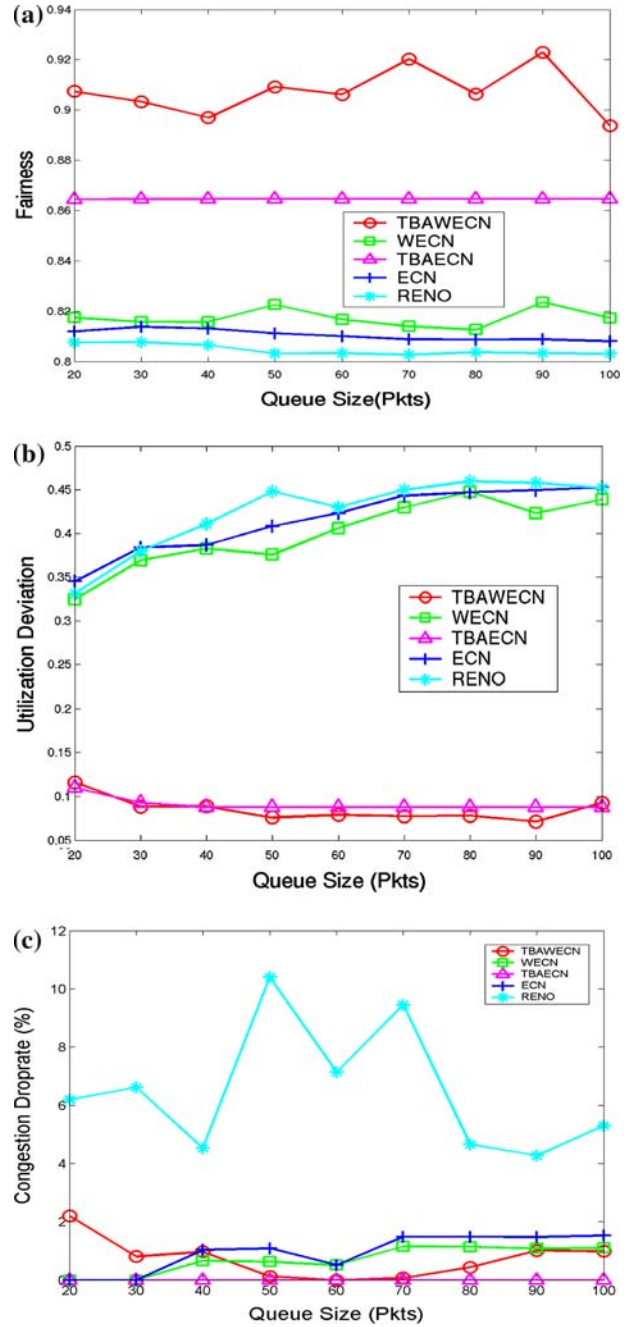 (a)
0.94
0.92
0.9
0.88
0.86
0.84
0.82
0.8
Fairness
TBAWECN
WECN
TBAECN
ECN
RENO
20 30 40 50 60 70 80 90 100
Queue Size(Pkts)
(b)
0.5
0.45
0.4
0.35
0.3
0.25
0.2
0.15
0.1
0.05
Utilization Deviation
TBAWECN
WECN
TBAECN
ECN
RENO
20 30 40 50 60 70 80 90 100
Queue Size (Pkts)
(c)
12
10
8
6
4
2
0
Congestion Droprate (%)
TBAWECN
WECN
TBAECN
ECN
RENO
20 30 40 50 60 70 80 90 100
Queue Size (Pkts)